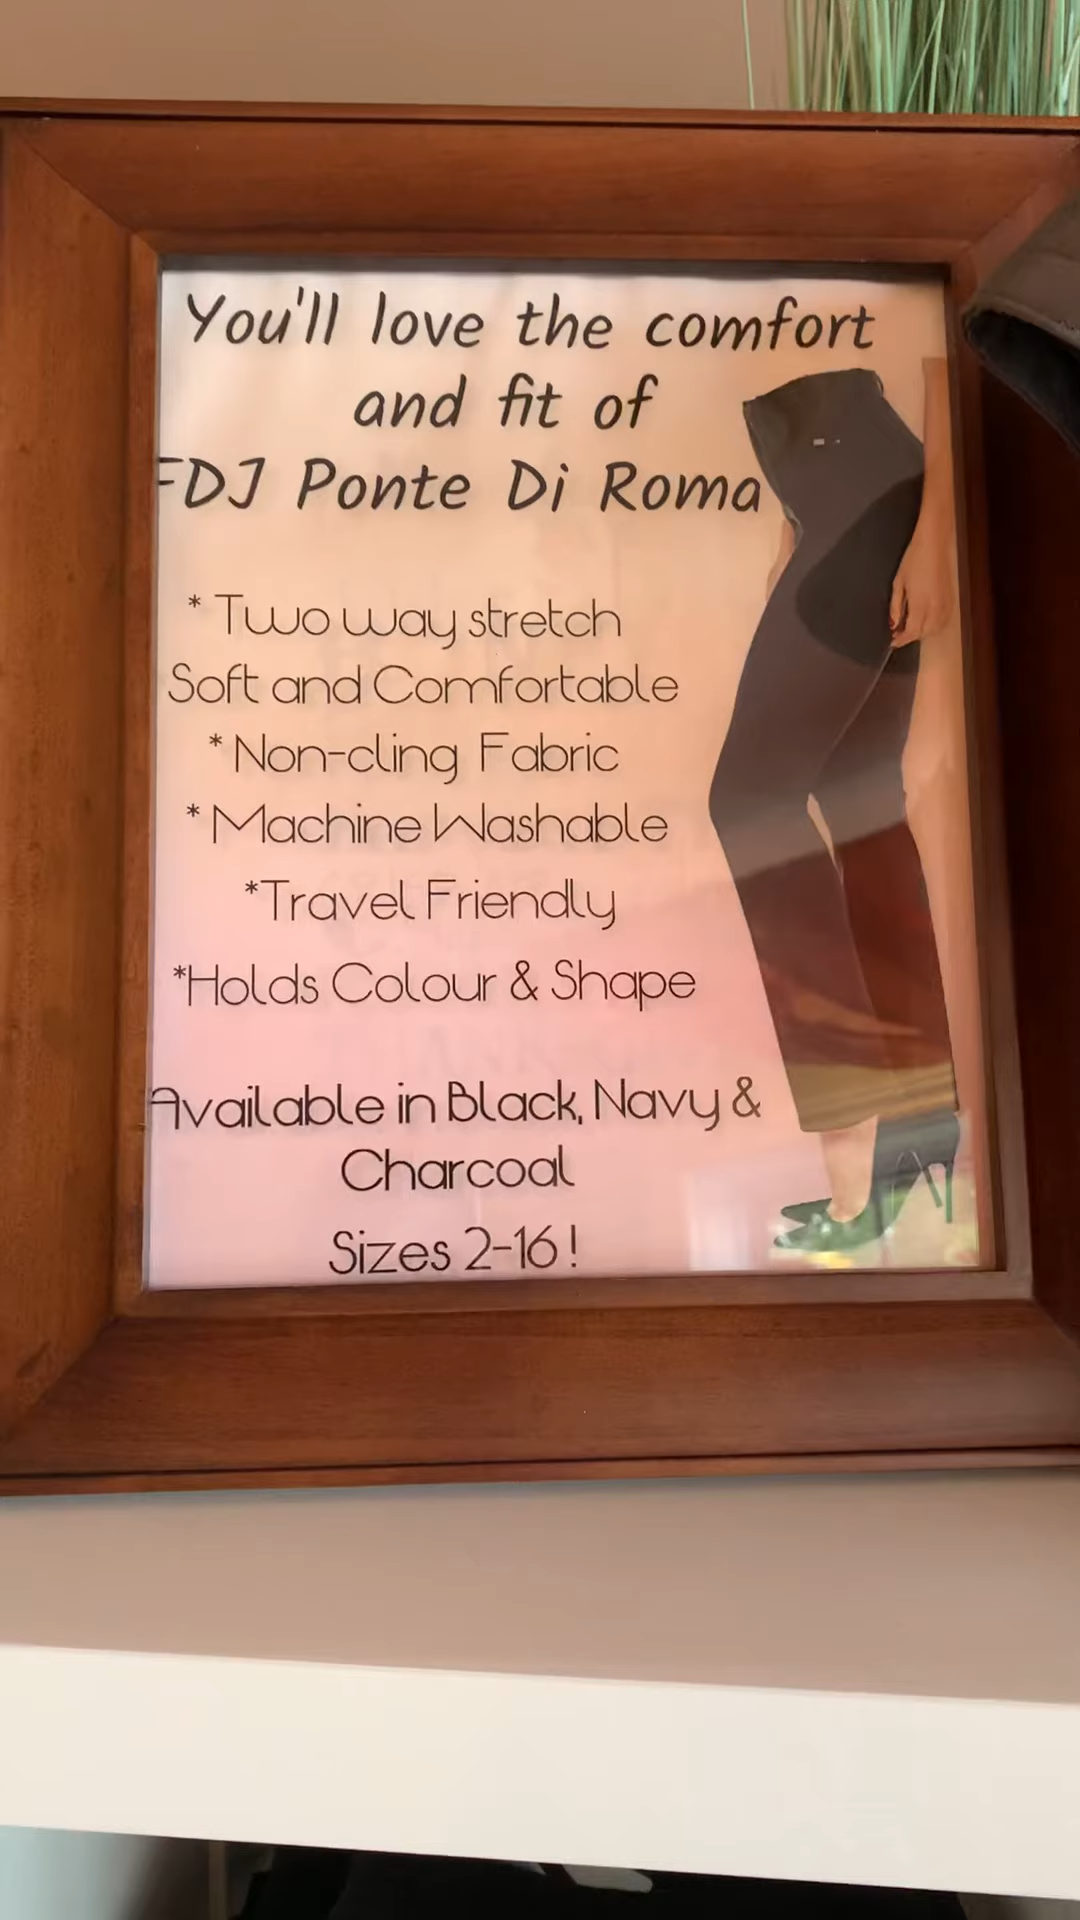 You'll love the comfort
and fit of
FDJ Ponte Di Roma
* Two way stretch
Soft and Comfortable
* Non-cling Fabric
* Machine Washable
*Travel Friendly
*Holds Colour & Shape
Available in Black, Navy &
Charcoal
Sizes 2-16!